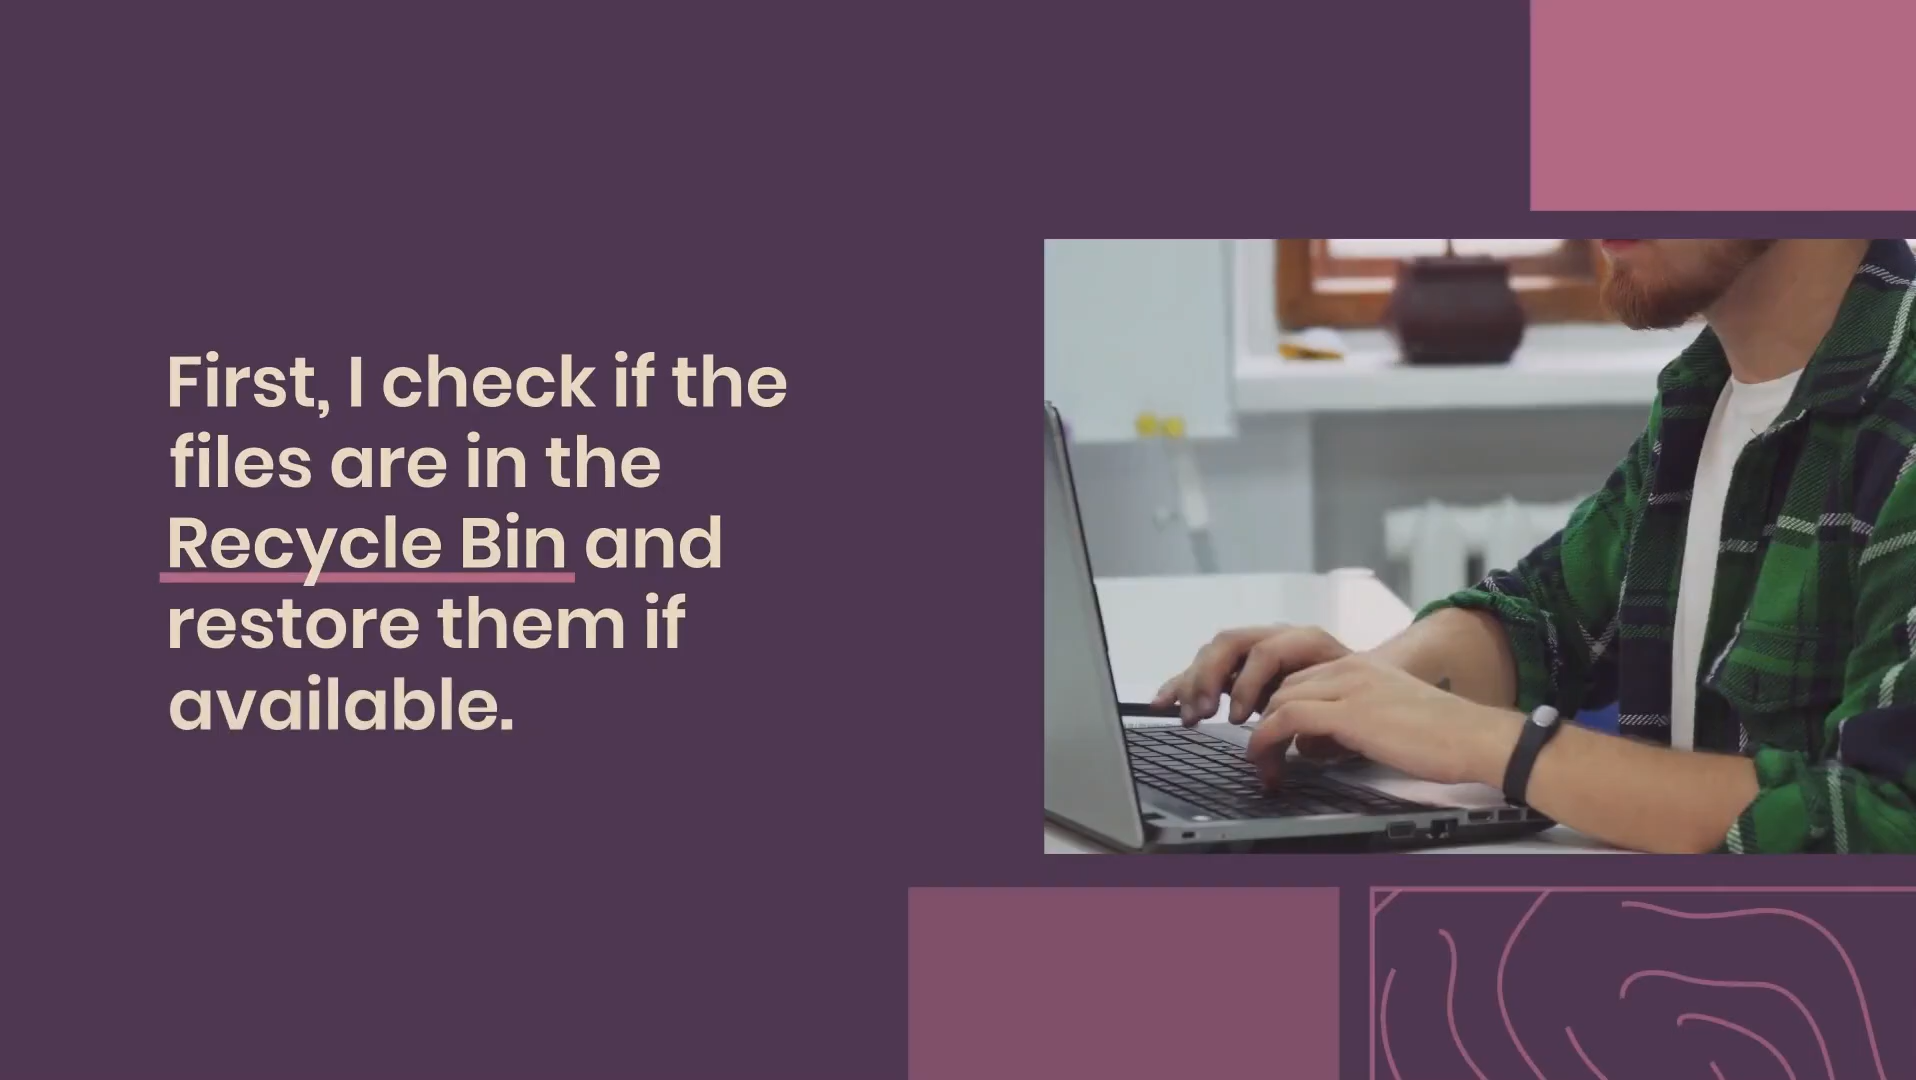 First, I check if the
files are in the
Recycle Bin and
restore them if
available.